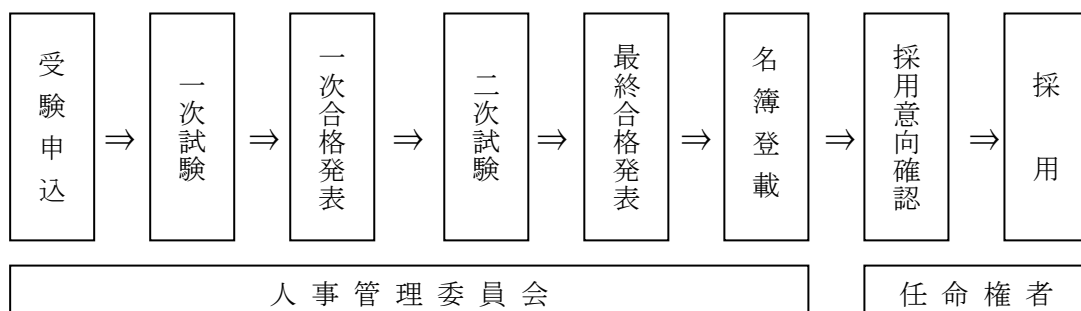 受験申込
⇒
一次試験
⇒
一次合格発表
⇒
二次試験
⇒
最終合格発表
⇒
名簿登載
⇒
採用意向確認
⇒
採用
人事管理委員会
任命権者